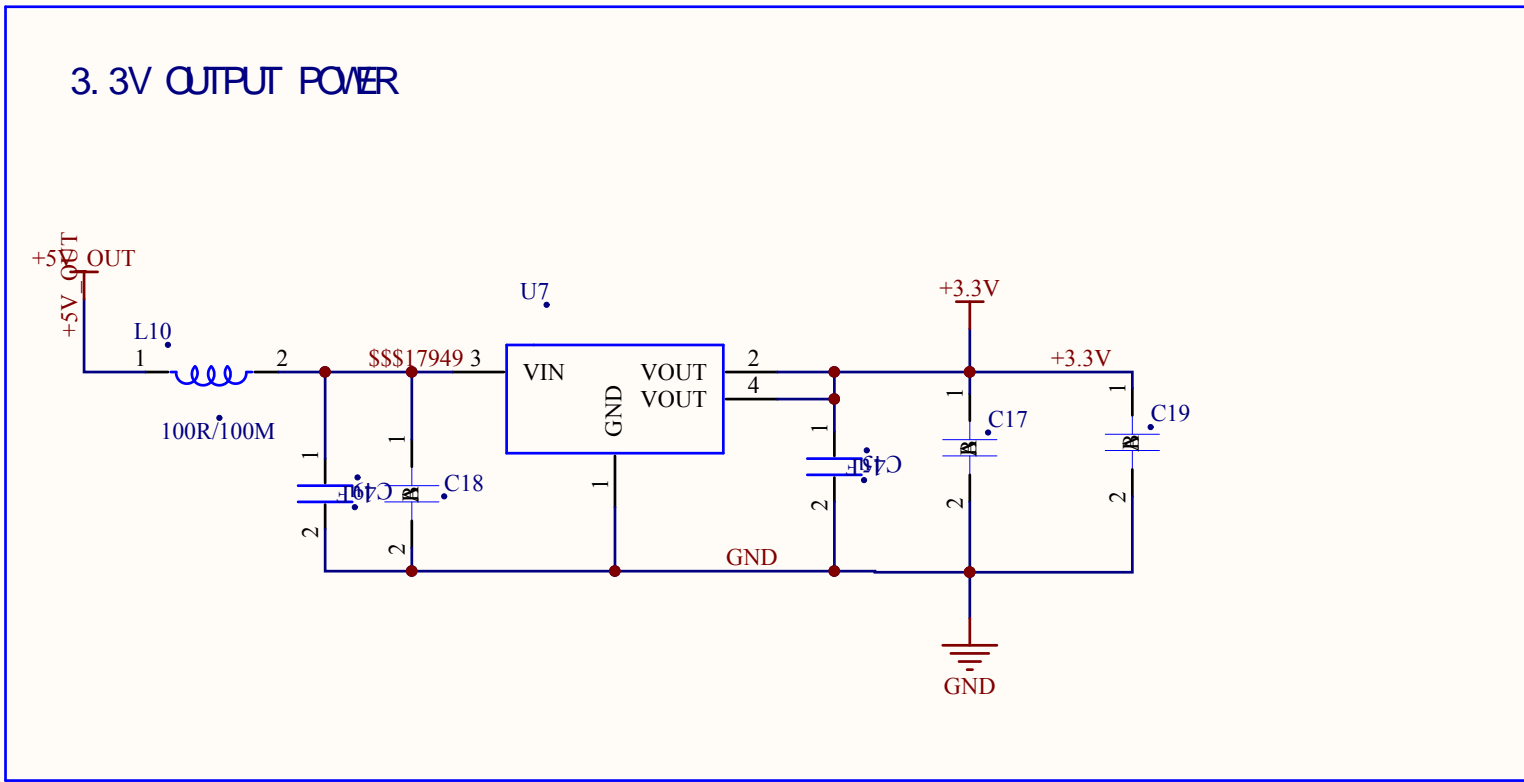 3.3V OUTPUT POWER
+5V_OUT
+5V_OUT
L10
1
2
100R/100M
$$$17949
3
U7
VIN
VOUT
VOUT
GND
2
4
1
+3.3V
+3.3V
1
2
1
C18
2
1
2
1
C17
2
1
C19
2
GND
GND